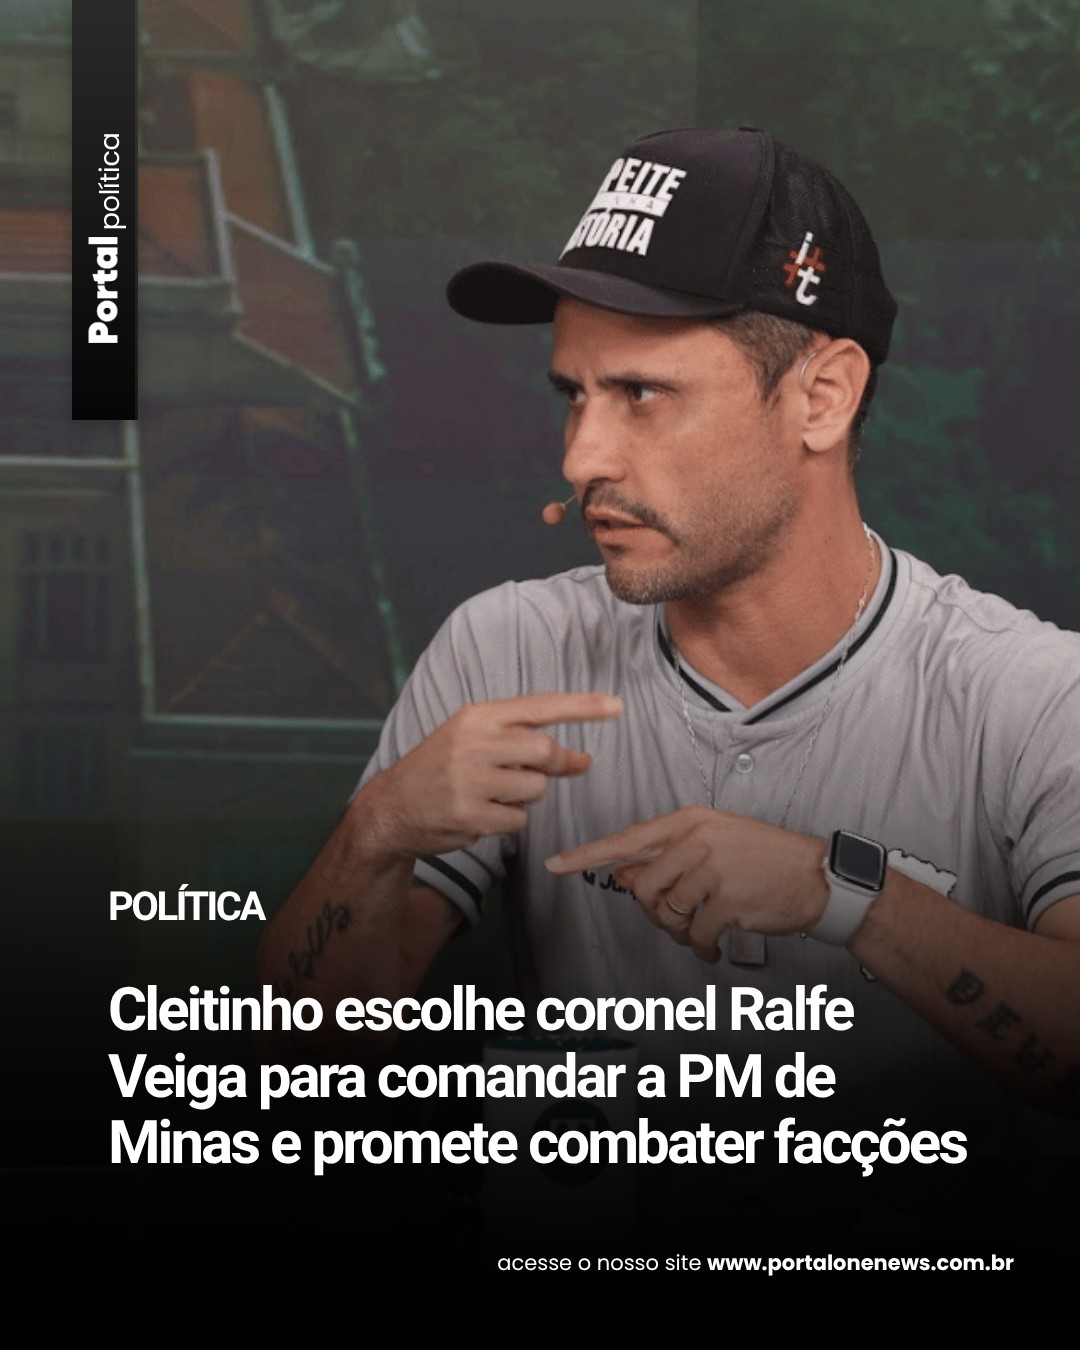 Portal política
PEITE
TÓRIA
it
POLÍTICA
Cleitinho escolhe coronel Ralfe
Veiga para comandar a PM de
Minas e promete combater facções
acesse o nosso site www.portalonenews.com.br